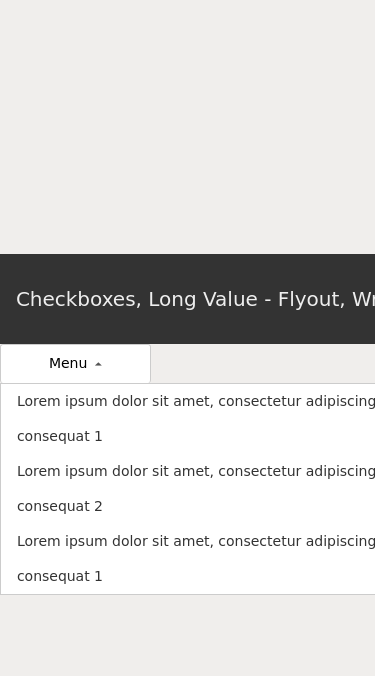 Checkboxes, Long Value - Flyout,
Menu
Lorem ipsum dolor sit amet, consectetur adipiscing
consequat 1
Lorem ipsum dolor sit amet, consectetur adipiscing
consequat 2
Lorem ipsum dolor sit amet, consectetur adipiscing
consequat 1